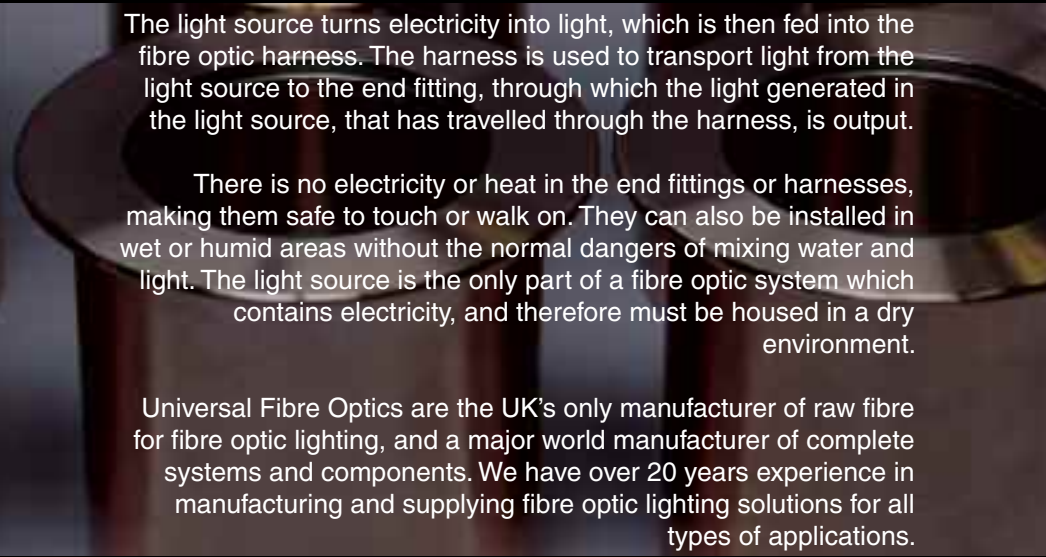 The light source turns electricity into light, which is then fed into the
fibre optic harness. The harness is used to transport light from the
light source to the end fitting, through which the light generated in
the light source, that has travelled through the harness, is output.
There is no electricity or heat in the end fittings or harnesses,
making them safe to touch or walk on. They can also be installed in
wet or humid areas without the normal dangers of mixing water and
light. The light source is the only part of a fibre optic system which
contains electricity, and therefore must be housed in a dry
environment.
Universal Fibre Optics are the UK's only manufacturer of raw fibre
for fibre optic lighting, and a major world manufacturer of complete
systems and components. We have over 20 years experience in
manufacturing and supplying fibre optic lighting solutions for all
types of applications.